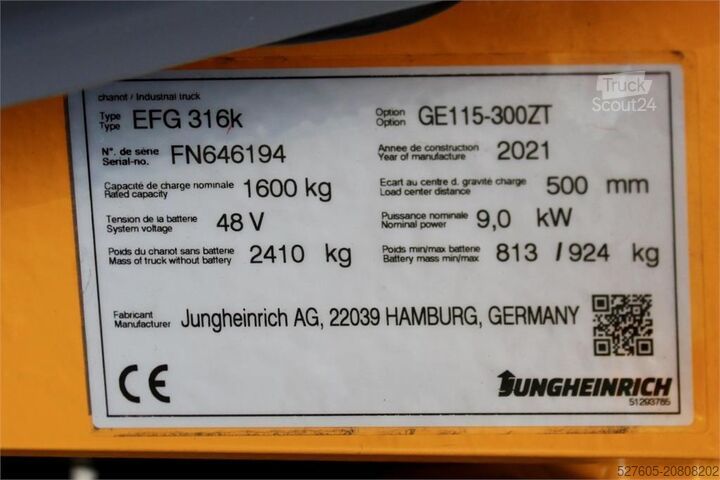 Truck
Scout24
chariot / Industrial truck
Type
Type EFG 316k
Option
Option GE115-300ZT
N°. de série
Serial-no. FN646194
Annee de construction
Year of manufacture 2021
Capacité de charge nominale
Rated capacity 1600 kg
Ecart au centre d. gravité charge
Load center distance 500 mm
Tension de la batterie
System voltage 48 V
Puissance nominale
Nominal power 9,0 kW
Poids du chariot sans batterie
Mass of truck without battery 2410 kg
Poids min/max batterie
Battery mass min/max 813 / 924 kg
Fabricant
Manufacturer Jungheinrich AG, 22039 HAMBURG, GERMANY
CE
JUNGHEINRICH
51293785
527605-20808202